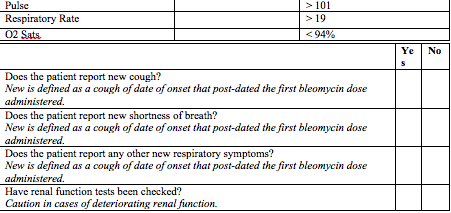 Pulse > 101
Respiratory Rate > 19
O2 Sats < 94%
Ye No
s
Does the patient report new cough?
New is defined as a cough of date of onset that post-dated the first bleomycin dose
administered.
Does the patient report new shortness of breath?
New is defined as a cough of date of onset that post-dated the first bleomycin dose
administered.
Does the patient report any other new respiratory symptoms?
New is defined as a cough of date of onset that post-dated the first bleomycin dose
administered.
Have renal function tests been checked?
Caution in cases of deteriorating renal function.